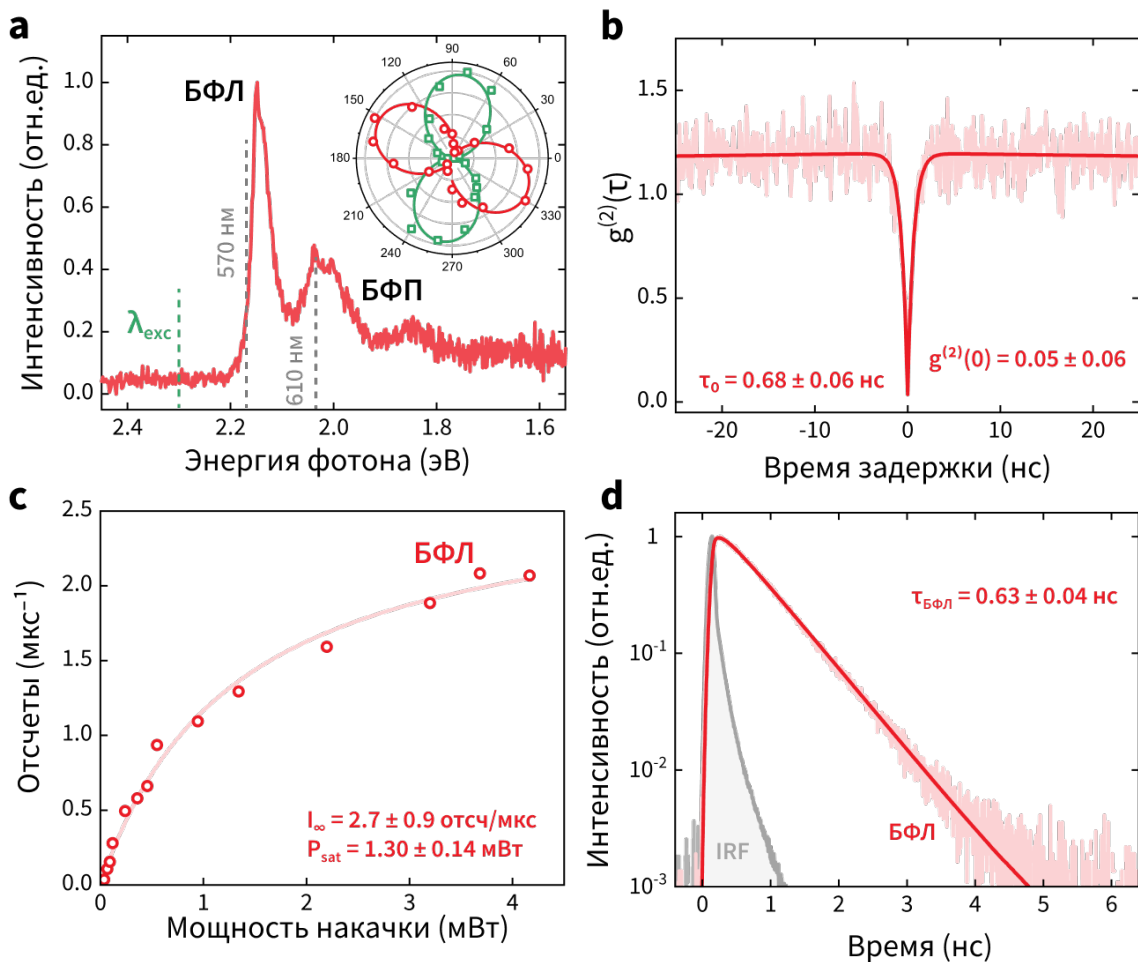 a
Интенсивность (отн.ед.)
1.0
0.8
0.6
0.4
0.2
0.0
2.4
2.2
2.0
1.8
1.6
Энергия фотона (эВ)
БФЛ
БФП
λexc
570 нм
610 нм
90
60
30
0
330
300
270
240
210
180
150
120
b
g⁽²⁾(τ)
1.5
1.0
0.5
0.0
-20
-10
0
10
20
Время задержки (нс)
τ₀ = 0.68 ± 0.06 нс
g⁽²⁾(0) = 0.05 ± 0.06
c
Отсчеты (мкс⁻¹)
2.5
2.0
1.5
1.0
0.5
0.0
0
1
2
3
4
Мощность накачки (мВт)
БФЛ
I∞ = 2.7 ± 0.9 отсч/мкс
Psat = 1.30 ± 0.14 мВт
d
Интенсивность (отн.ед.)
1
10⁻¹
10⁻²
10⁻³
0
1
2
3
4
5
6
Время (нс)
τБФЛ = 0.63 ± 0.04 нс
БФЛ
IRF